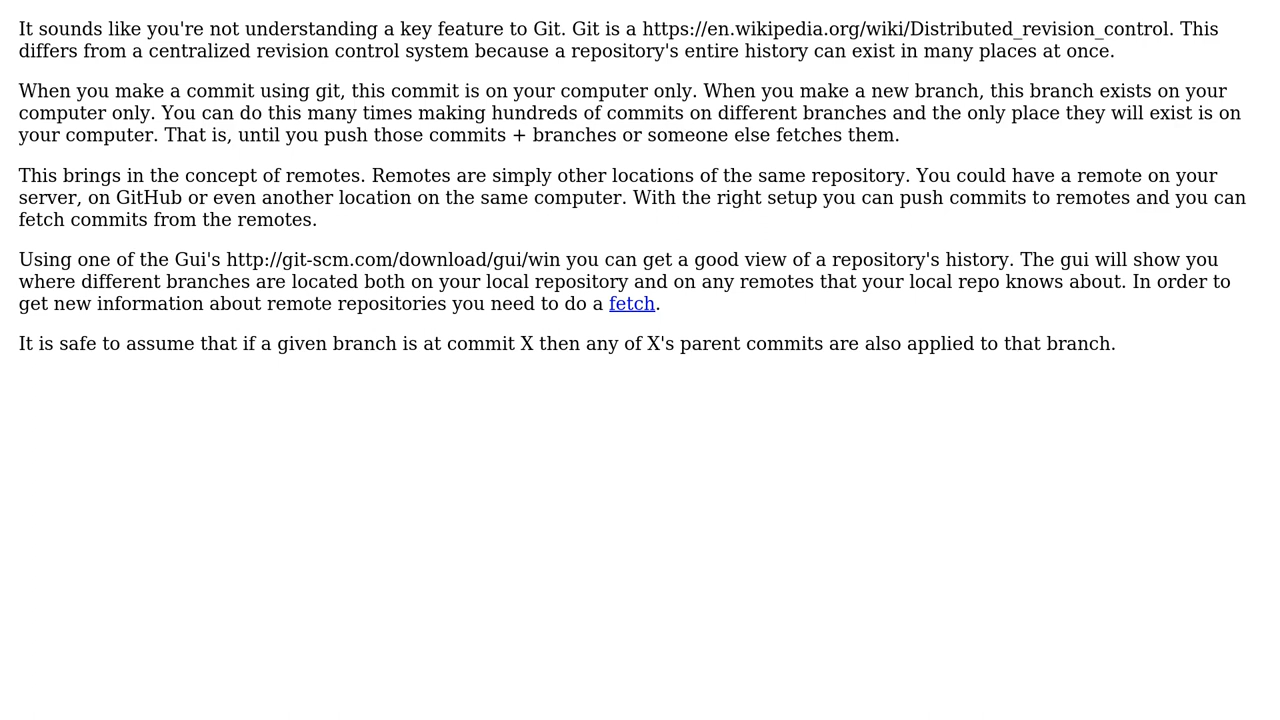 It sounds like you're not understanding a key feature to Git. Git is a https://en.wikipedia.org/wiki/Distributed_revision_control. This
differs from a centralized revision control system because a repository's entire history can exist in many places at once.
When you make a commit using git, this commit is on your computer only. When you make a new branch, this branch exists on your
computer only. You can do this many times making hundreds of commits on different branches and the only place they will exist is on
your computer. That is, until you push those commits + branches or someone else fetches them.
This brings in the concept of remotes. Remotes are simply other locations of the same repository. You could have a remote on your
server, on GitHub or even another location on the same computer. With the right setup you can push commits to remotes and you can
fetch commits from the remotes.
Using one of the Gui's http://git-scm.com/download/gui/win you can get a good view of a repository's history. The gui will show you
where different branches are located both on your local repository and on any remotes that your local repo knows about. In order to
get new information about remote repositories you need to do a fetch.
It is safe to assume that if a given branch is at commit X then any of X's parent commits are also applied to that branch.